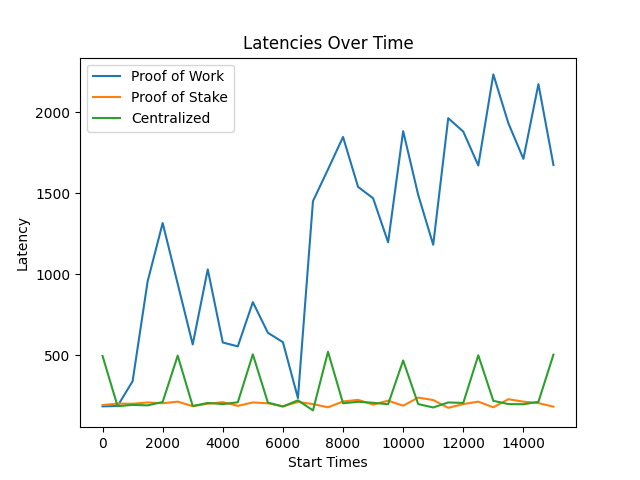 Latencies Over Time
Proof of Work
Proof of Stake
Centralized
Latency
2000
1500
1000
500
0 2000 4000 6000 8000 10000 12000 14000
Start Times